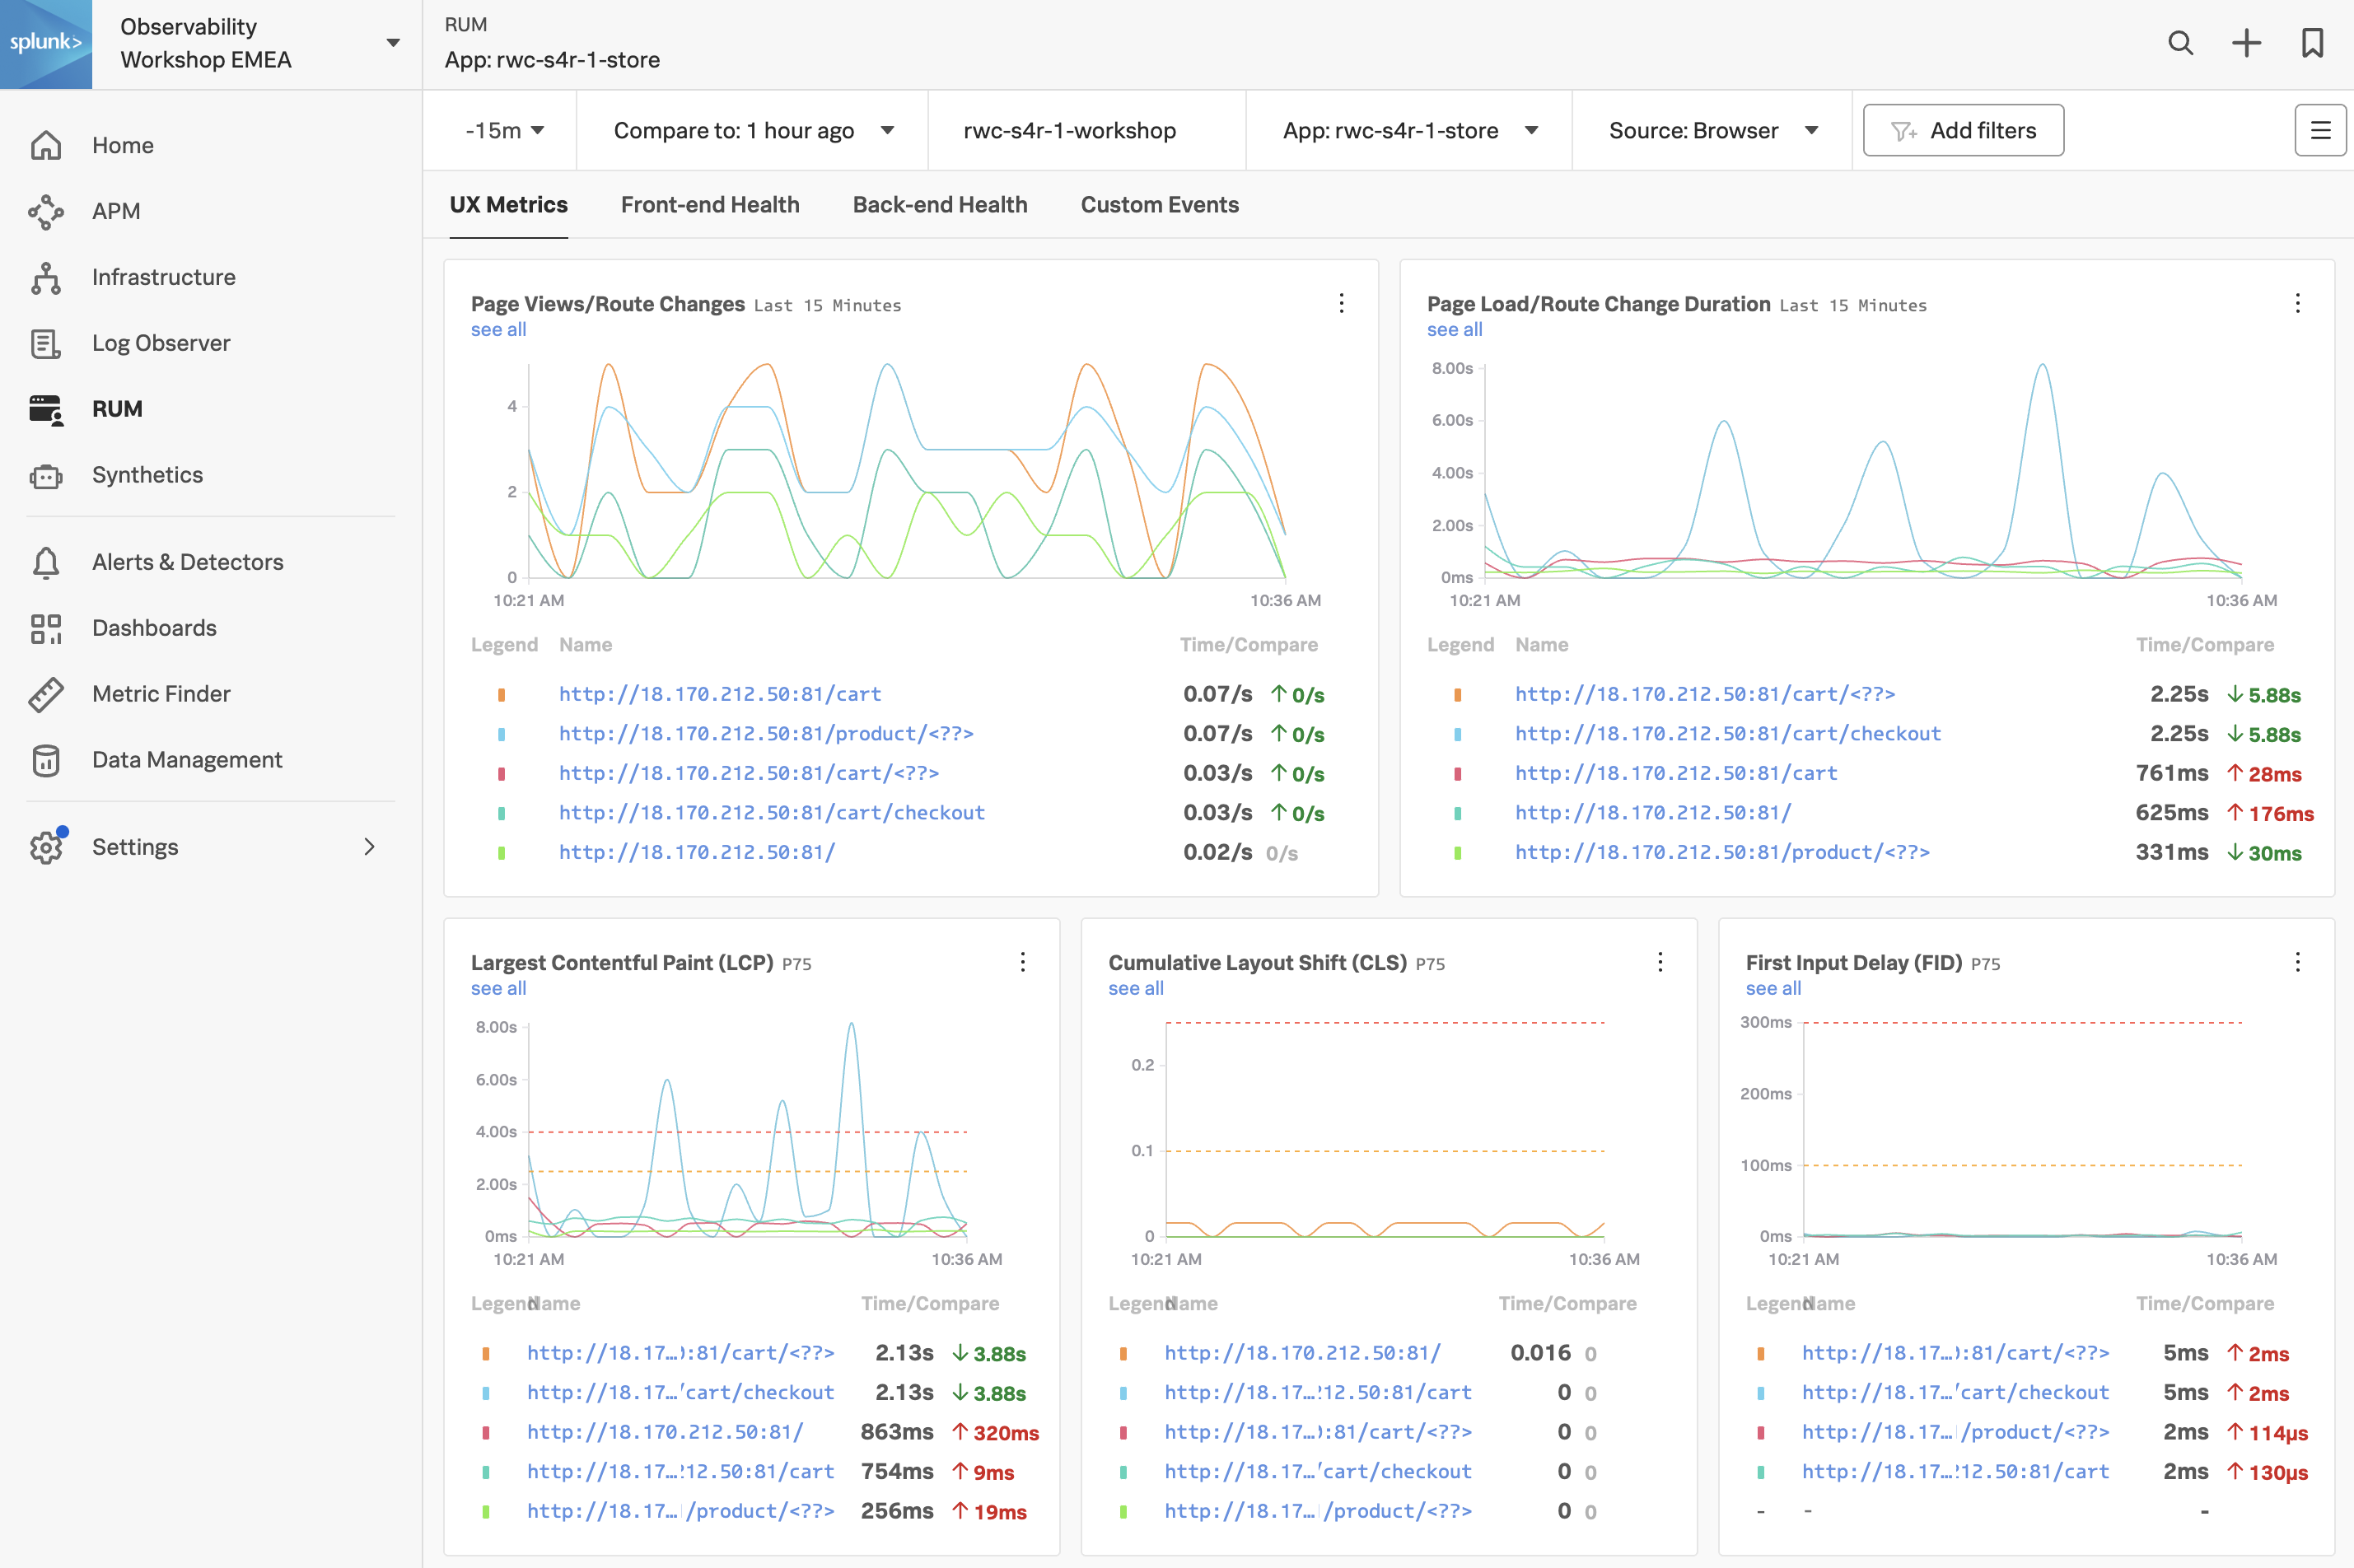 splunk>
Observability
Workshop EMEA
RUM
App: rwc-s4r-1-store
Home
APM
Infrastructure
Log Observer
RUM
Synthetics
Alerts & Detectors
Dashboards
Metric Finder
Data Management
Settings
-15m
Compare to: 1 hour ago
rwc-s4r-1-workshop
App: rwc-s4r-1-store
Source: Browser
Add filters
UX Metrics
Front-end Health
Back-end Health
Custom Events
Page Views/Route Changes Last 15 Minutes
see all
4
2
0
10:21 AM
10:36 AM
Legend Name Time/Compare
http://18.170.212.50:81/cart 0.07/s ↑0/s
http://18.170.212.50:81/product/<??> 0.07/s ↑0/s
http://18.170.212.50:81/cart/<??> 0.03/s ↑0/s
http://18.170.212.50:81/cart/checkout 0.03/s ↑0/s
http://18.170.212.50:81/ 0.02/s 0/s
Page Load/Route Change Duration Last 15 Minutes
see all
8.00s
6.00s
4.00s
2.00s
0ms
10:21 AM
10:36 AM
Legend Name Time/Compare
http://18.170.212.50:81/cart/<??> 2.25s ↓5.88s
http://18.170.212.50:81/cart/checkout 2.25s ↓5.88s
http://18.170.212.50:81/cart 761ms ↑28ms
http://18.170.212.50:81/ 625ms ↑176ms
http://18.170.212.50:81/product/<??> 331ms ↓30ms
Largest Contentful Paint (LCP) P75
see all
8.00s
6.00s
4.00s
2.00s
0ms
10:21 AM
10:36 AM
Legend Name Time/Compare
http://18.17…):81/cart/<??> 2.13s ↓3.88s
http://18.17…/cart/checkout 2.13s ↓3.88s
http://18.170.212.50:81/ 863ms ↑320ms
http://18.17…12.50:81/cart 754ms ↑9ms
http://18.17…/product/<??> 256ms ↑19ms
Cumulative Layout Shift (CLS) P75
see all
0.2
0.1
0
10:21 AM
10:36 AM
Legend Name Time/Compare
http://18.170.212.50:81/ 0.016 0
http://18.17…12.50:81/cart 0 0
http://18.17…):81/cart/<??> 0 0
http://18.17…/cart/checkout 0 0
http://18.17…/product/<??> 0 0
First Input Delay (FID) P75
see all
300ms
200ms
100ms
0ms
10:21 AM
10:36 AM
Legend Name Time/Compare
http://18.17…):81/cart/<??> 5ms ↑2ms
http://18.17…/cart/checkout 5ms ↑2ms
http://18.17…/product/<??> 2ms ↑114µs
http://18.17…12.50:81/cart 2ms ↑130µs
- - -